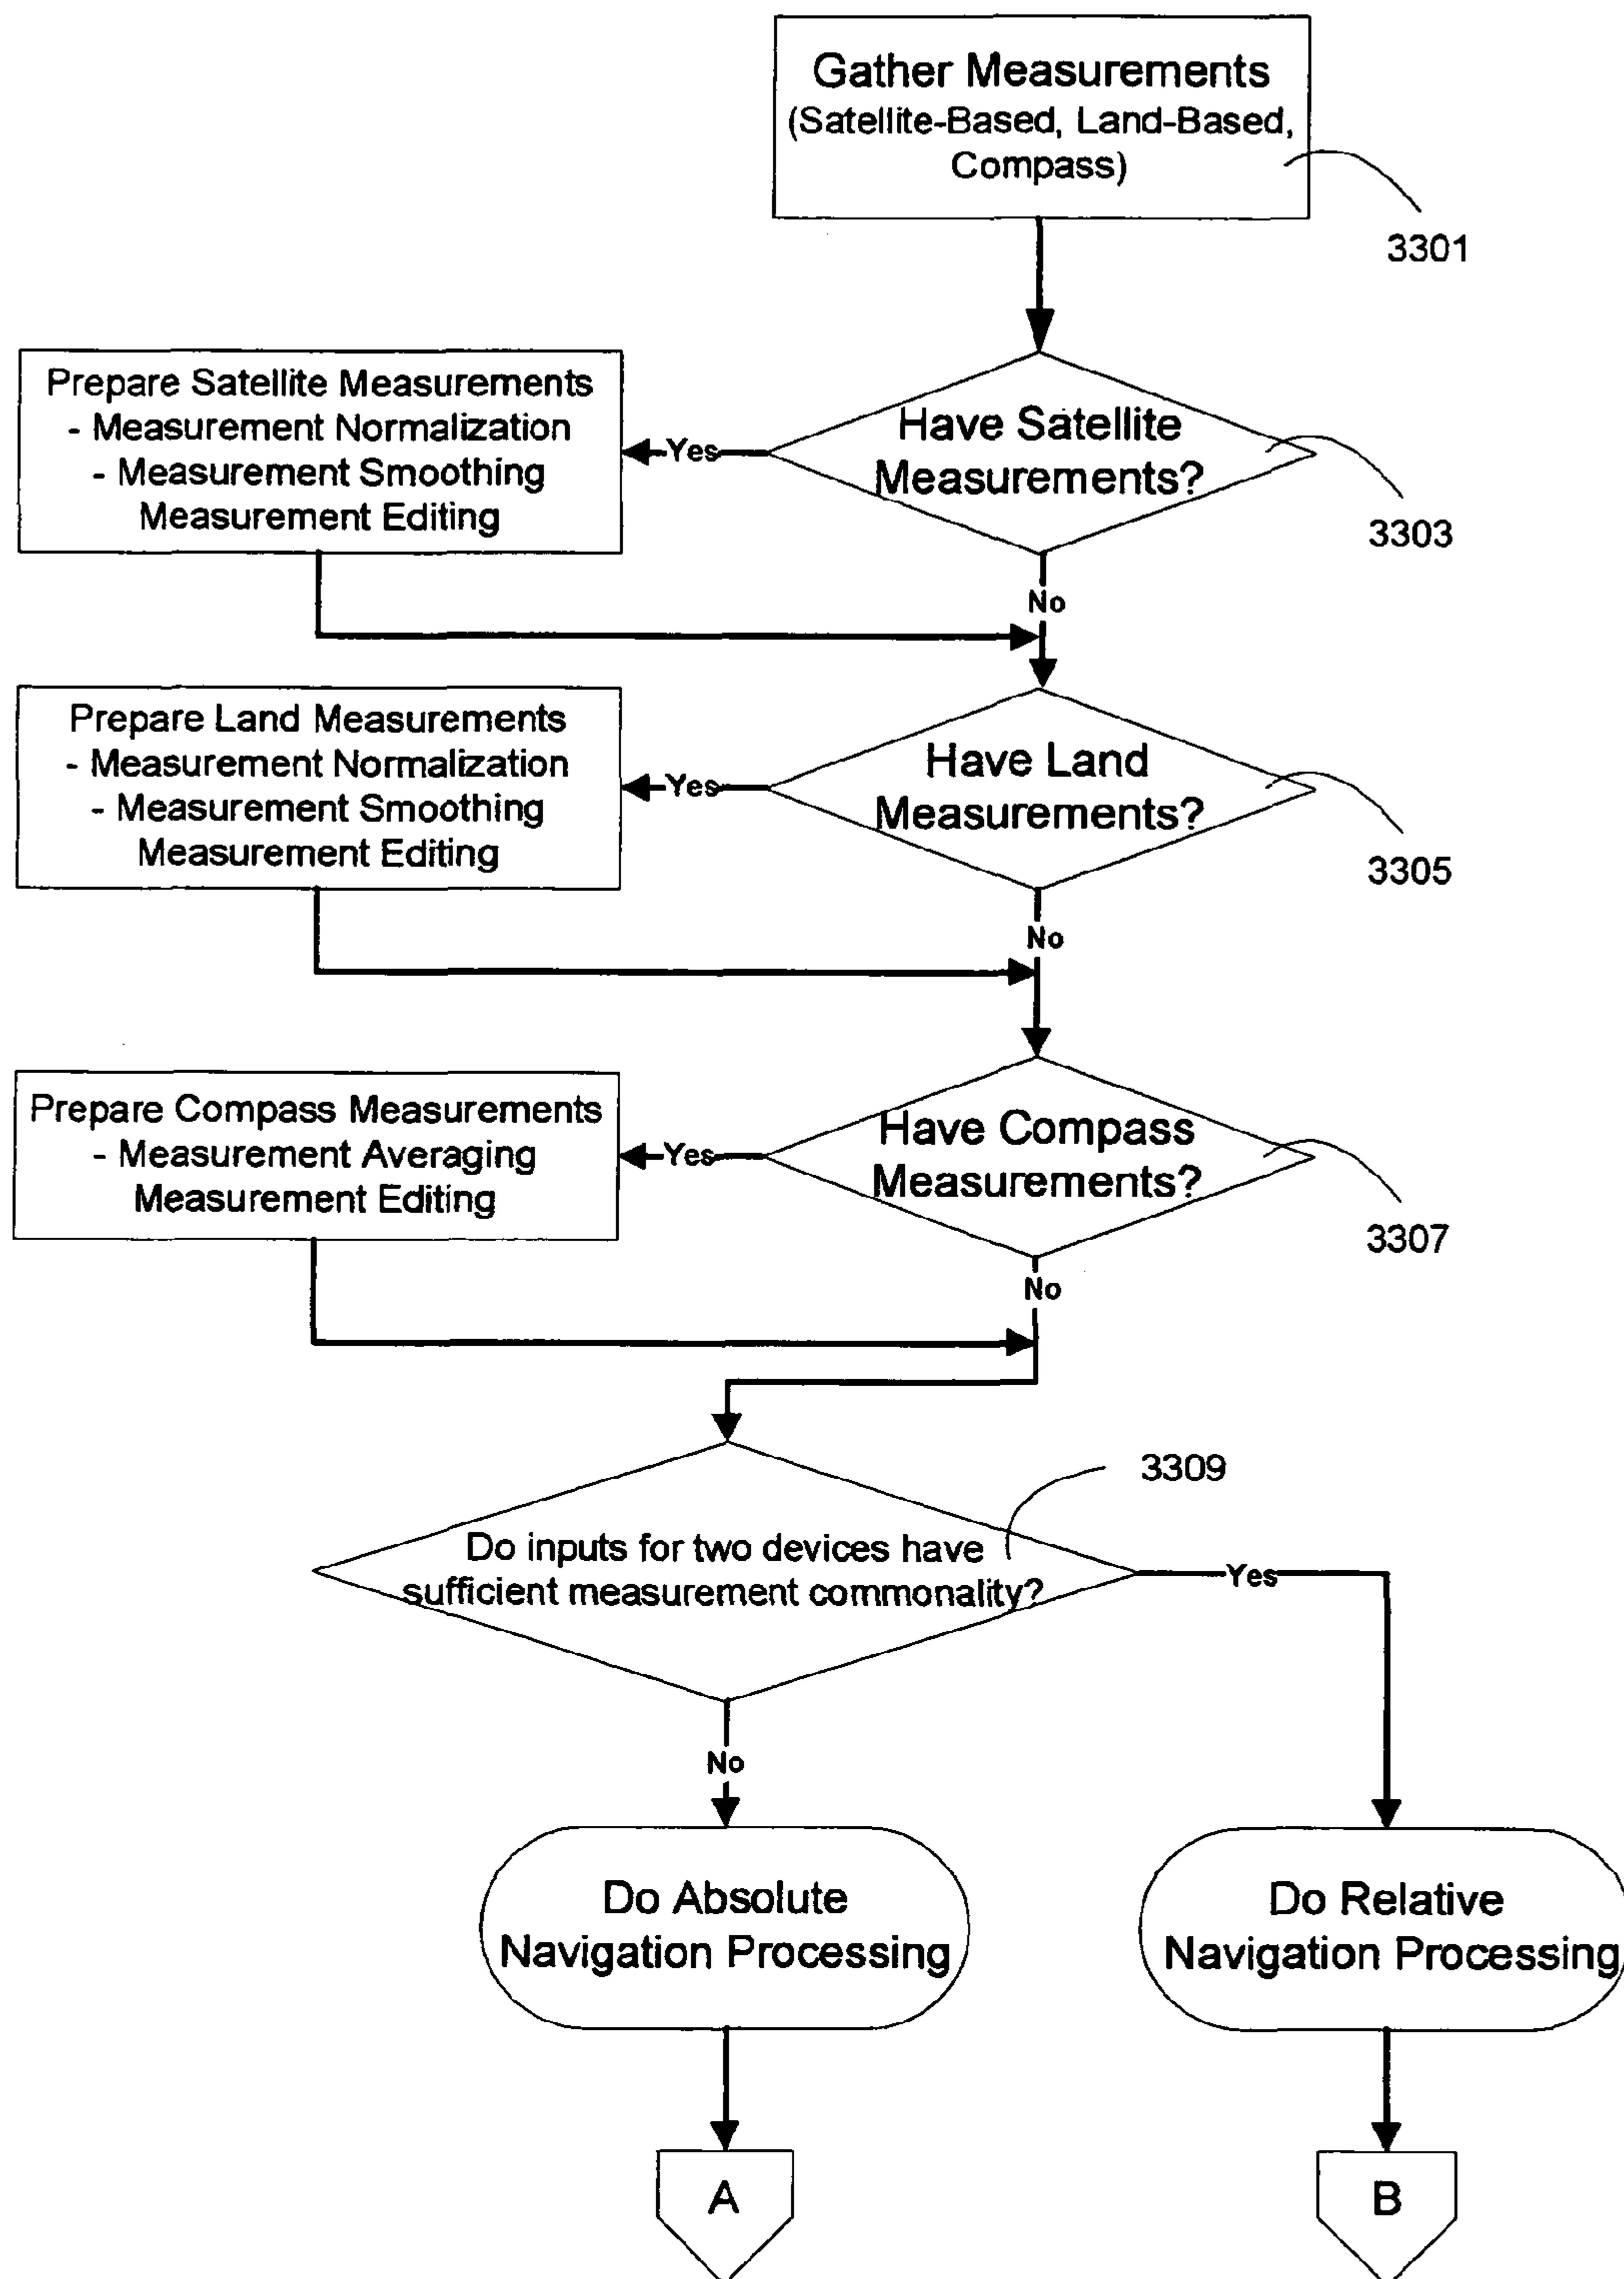 Gather Measurements
(Satellite-Based, Land-Based,
Compass)
3301
Prepare Satellite Measurements
- Measurement Normalization
- Measurement Smoothing
Measurement Editing
Yes
Have Satellite
Measurements?
3303
No
Prepare Land Measurements
- Measurement Normalization
- Measurement Smoothing
Measurement Editing
Yes
Have Land
Measurements?
3305
No
Prepare Compass Measurements
- Measurement Averaging
Measurement Editing
Yes
Have Compass
Measurements?
3307
No
3309
Do inputs for two devices have
sufficient measurement commonality?
Yes
No
Do Absolute
Navigation Processing
Do Relative
Navigation Processing
A
B